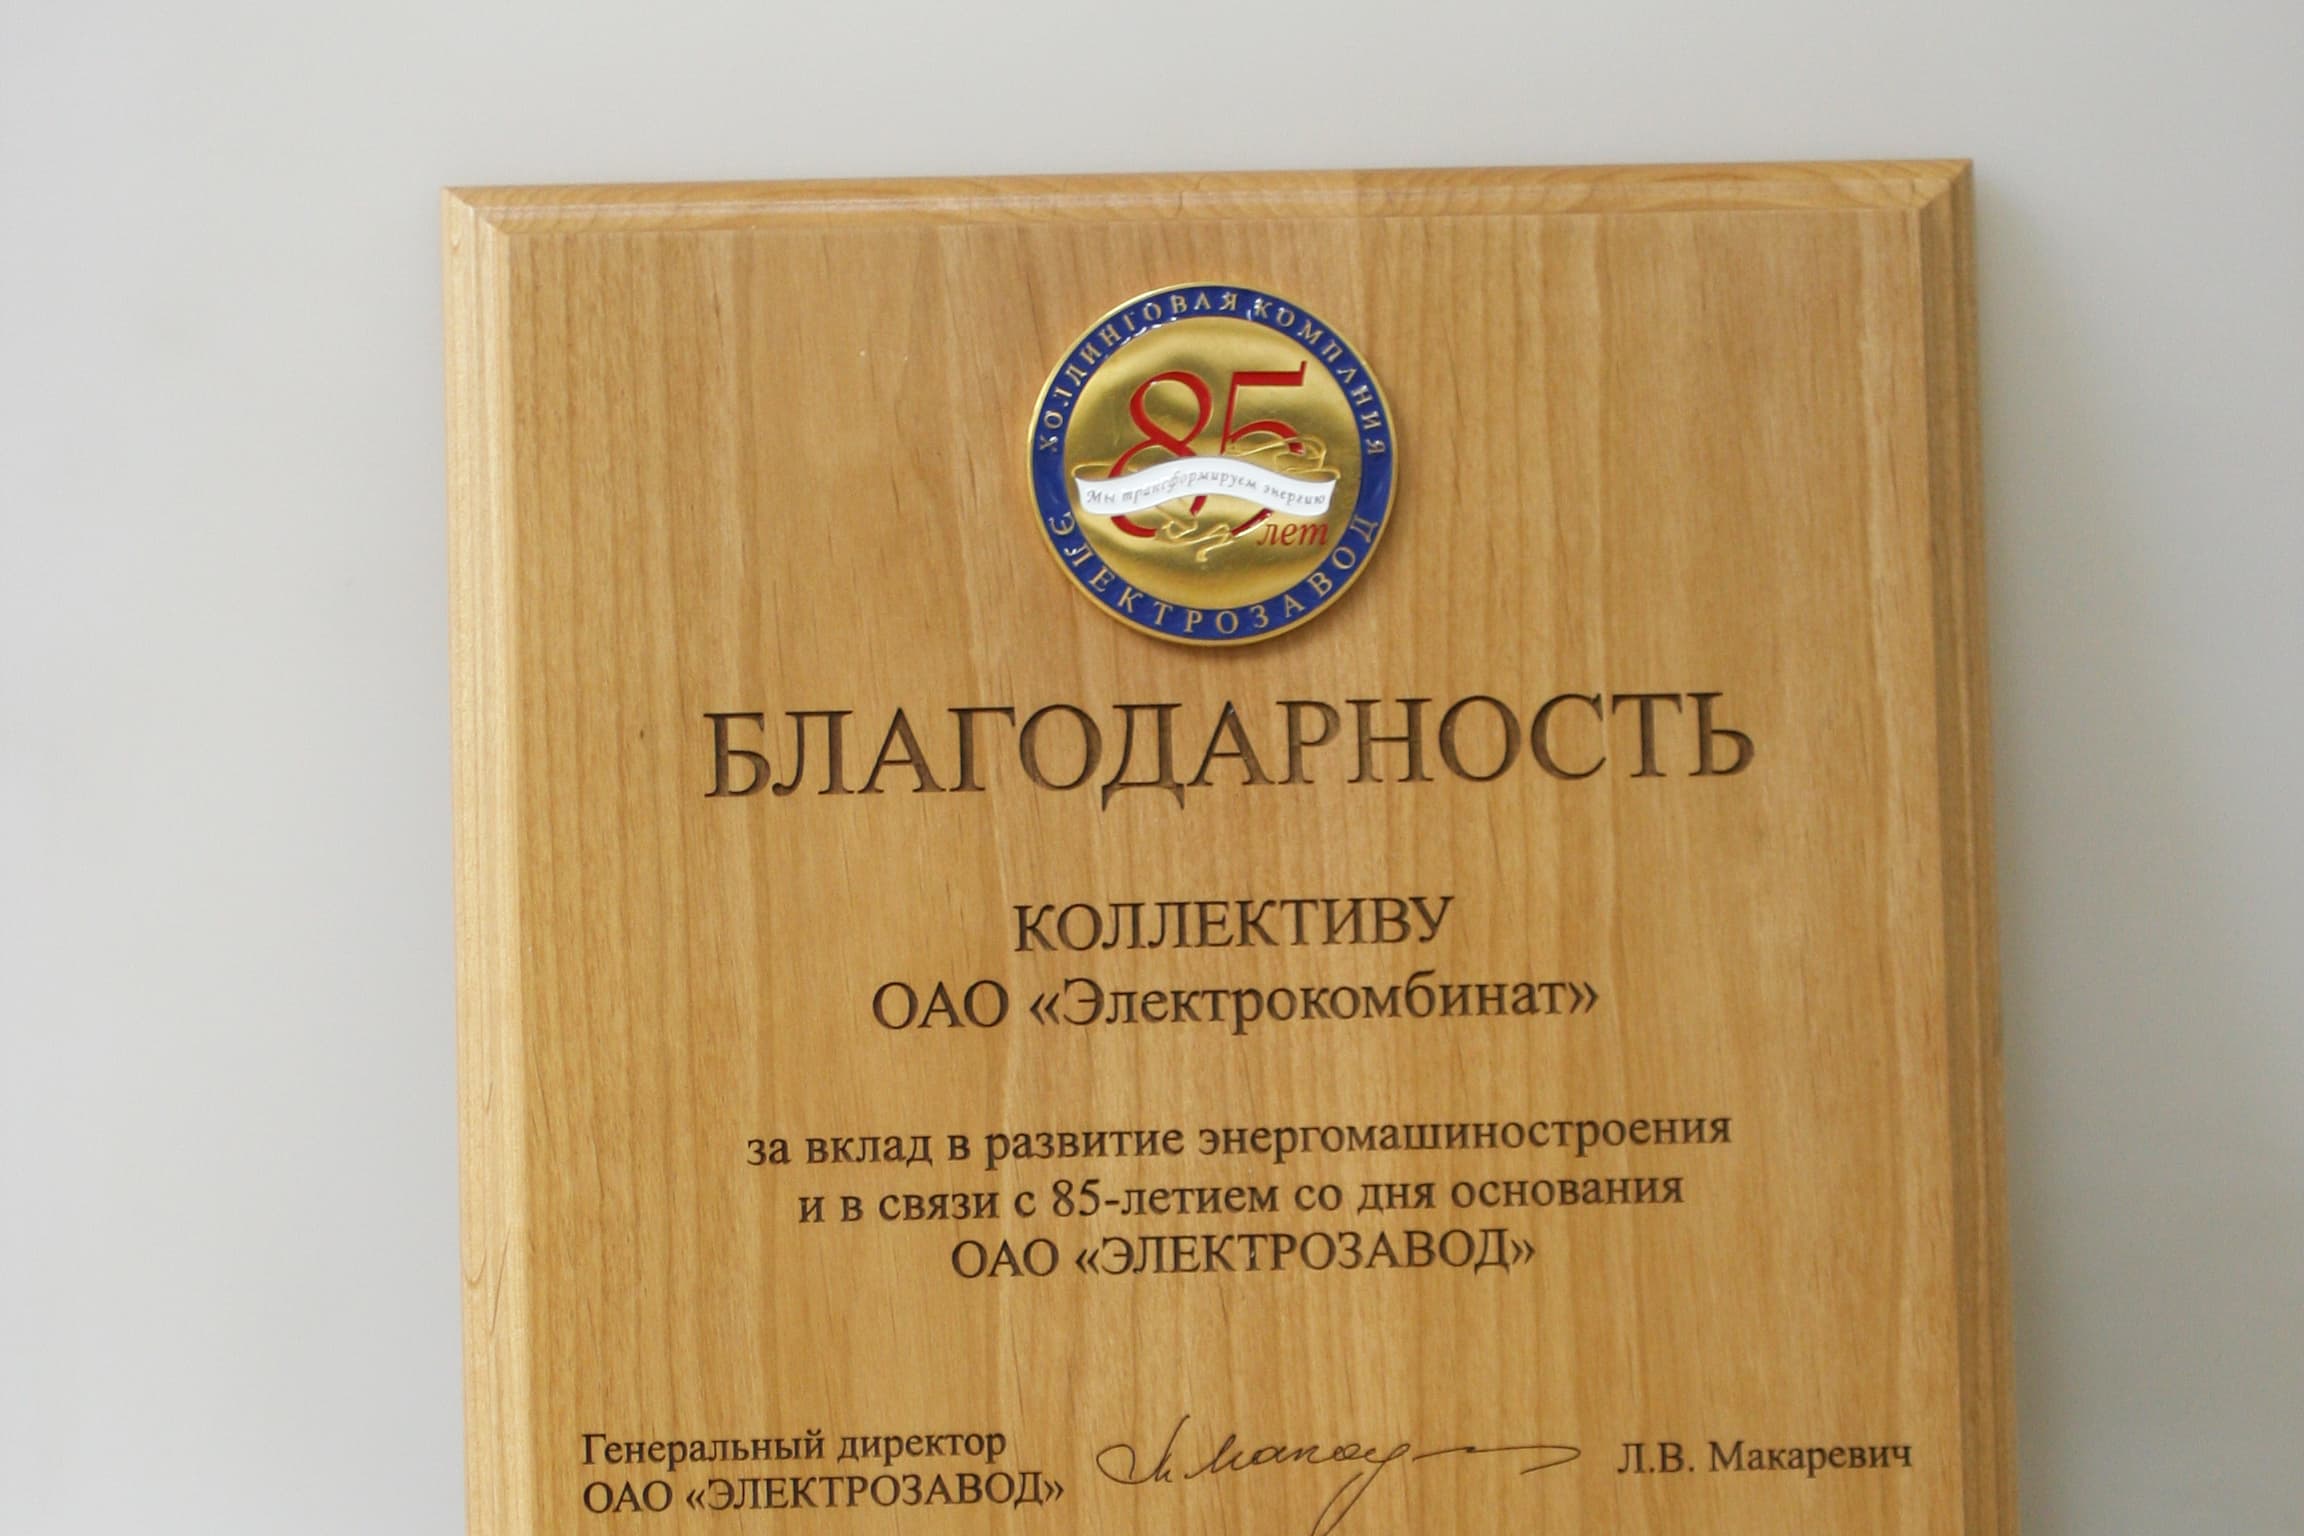 ХОЛДИНГОВАЯ КОМПАНИЯ
85
Мы трансформируем энергию
лет
ЭЛЕКТРОЗАВОД
БЛАГОДАРНОСТЬ
КОЛЛЕКТИВУ
ОАО «Электрокомбинат»
за вклад в развитие энергомашиностроения
и в связи с 85-летием со дня основания
ОАО «ЭЛЕКТРОЗАВОД»
Генеральный директор
ОАО «ЭЛЕКТРОЗАВОД»
Л.В. Макаревич